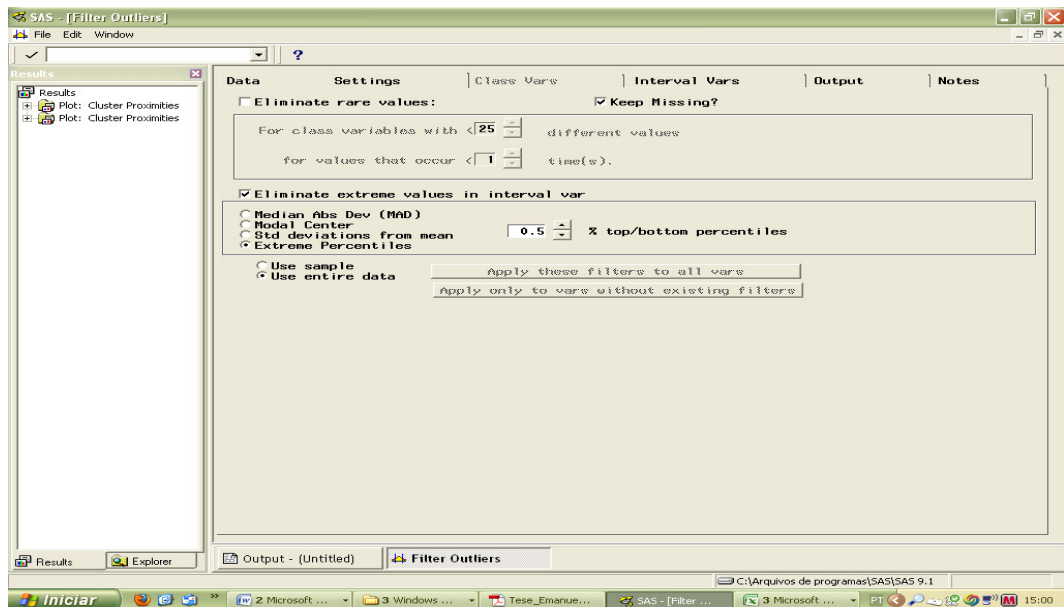 SAS - [Filter Outliers]
File Edit Window
?
Results
Results
Plot: Cluster Proximities
Plot: Cluster Proximities
Data Settings Class Vars Interval Vars Output Notes
Eliminate rare values: Keep Missing?
For class variables with < 25 different values
for values that occur < 1 time(s).
Eliminate extreme values in interval var
Median Abs Dev (MAD)
Modal Center
Std deviations from mean
Extreme Percentiles
0.5 % top/bottom percentiles
Use sample
Use entire data
Apply these filters to all vars
Apply only to vars without existing filters
Results Explorer
Output - (Untitled) Filter Outliers
C:\Arquivos de programas\SAS\SAS 9.1
Iniciar » 2 Microsoft ... 3 Windows ... Tese_Emanue... SAS - [Filter ... 3 Microsoft ... PT 15:00